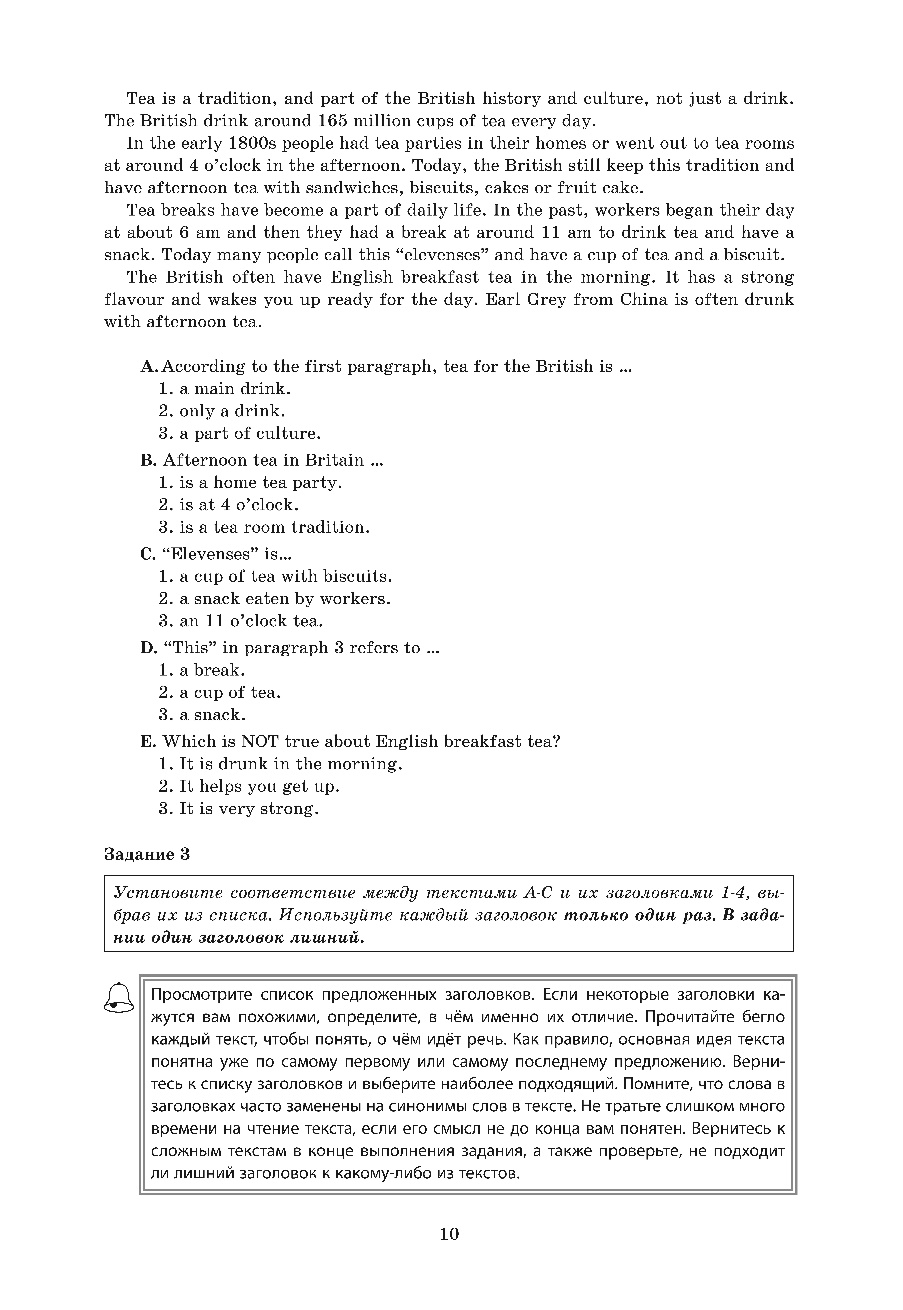 Tea is a tradition, and part of the British history and culture, not just a drink.
The British drink around 165 million cups of tea every day.
In the early 1800s people had tea parties in their homes or went out to tea rooms
at around 4 o’clock in the afternoon. Today, the British still keep this tradition and
have afternoon tea with sandwiches, biscuits, cakes or fruit cake.
Tea breaks have become a part of daily life. In the past, workers began their day
at about 6 am and then they had a break at around 11 am to drink tea and have a
snack. Today many people call this “elevenses” and have a cup of tea and a biscuit.
The British often have English breakfast tea in the morning. It has a strong
flavour and wakes you up ready for the day. Earl Grey from China is often drunk
with afternoon tea.
A. According to the first paragraph, tea for the British is ...
1. a main drink.
2. only a drink.
3. a part of culture.
B. Afternoon tea in Britain ...
1. is a home tea party.
2. is at 4 o’clock.
3. is a tea room tradition.
C. “Elevenses” is...
1. a cup of tea with biscuits.
2. a snack eaten by workers.
3. an 11 o’clock tea.
D. “This” in paragraph 3 refers to ...
1. a break.
2. a cup of tea.
3. a snack.
E. Which is NOT true about English breakfast tea?
1. It is drunk in the morning.
2. It helps you get up.
3. It is very strong.
Задание 3
Установите соответствие между текстами А-С и их заголовками 1-4, вы-
брав их из списка. Используйте каждый заголовок только один раз. В зада-
нии один заголовок лишний.
Просмотрите список предложенных заголовков. Если некоторые заголовки ка-
жутся вам похожими, определите, в чём именно их отличие. Прочитайте бегло
каждый текст, чтобы понять, о чём идёт речь. Как правило, основная идея текста
понятна уже по самому первому или самому последнему предложению. Верни-
тесь к списку заголовков и выберите наиболее подходящий. Помните, что слова в
заголовках часто заменены на синонимы слов в тексте. Не тратьте слишком много
времени на чтение текста, если его смысл не до конца вам понятен. Вернитесь к
сложным текстам в конце выполнения задания, а также проверьте, не подходит
ли лишний заголовок к какому-либо из текстов.
10